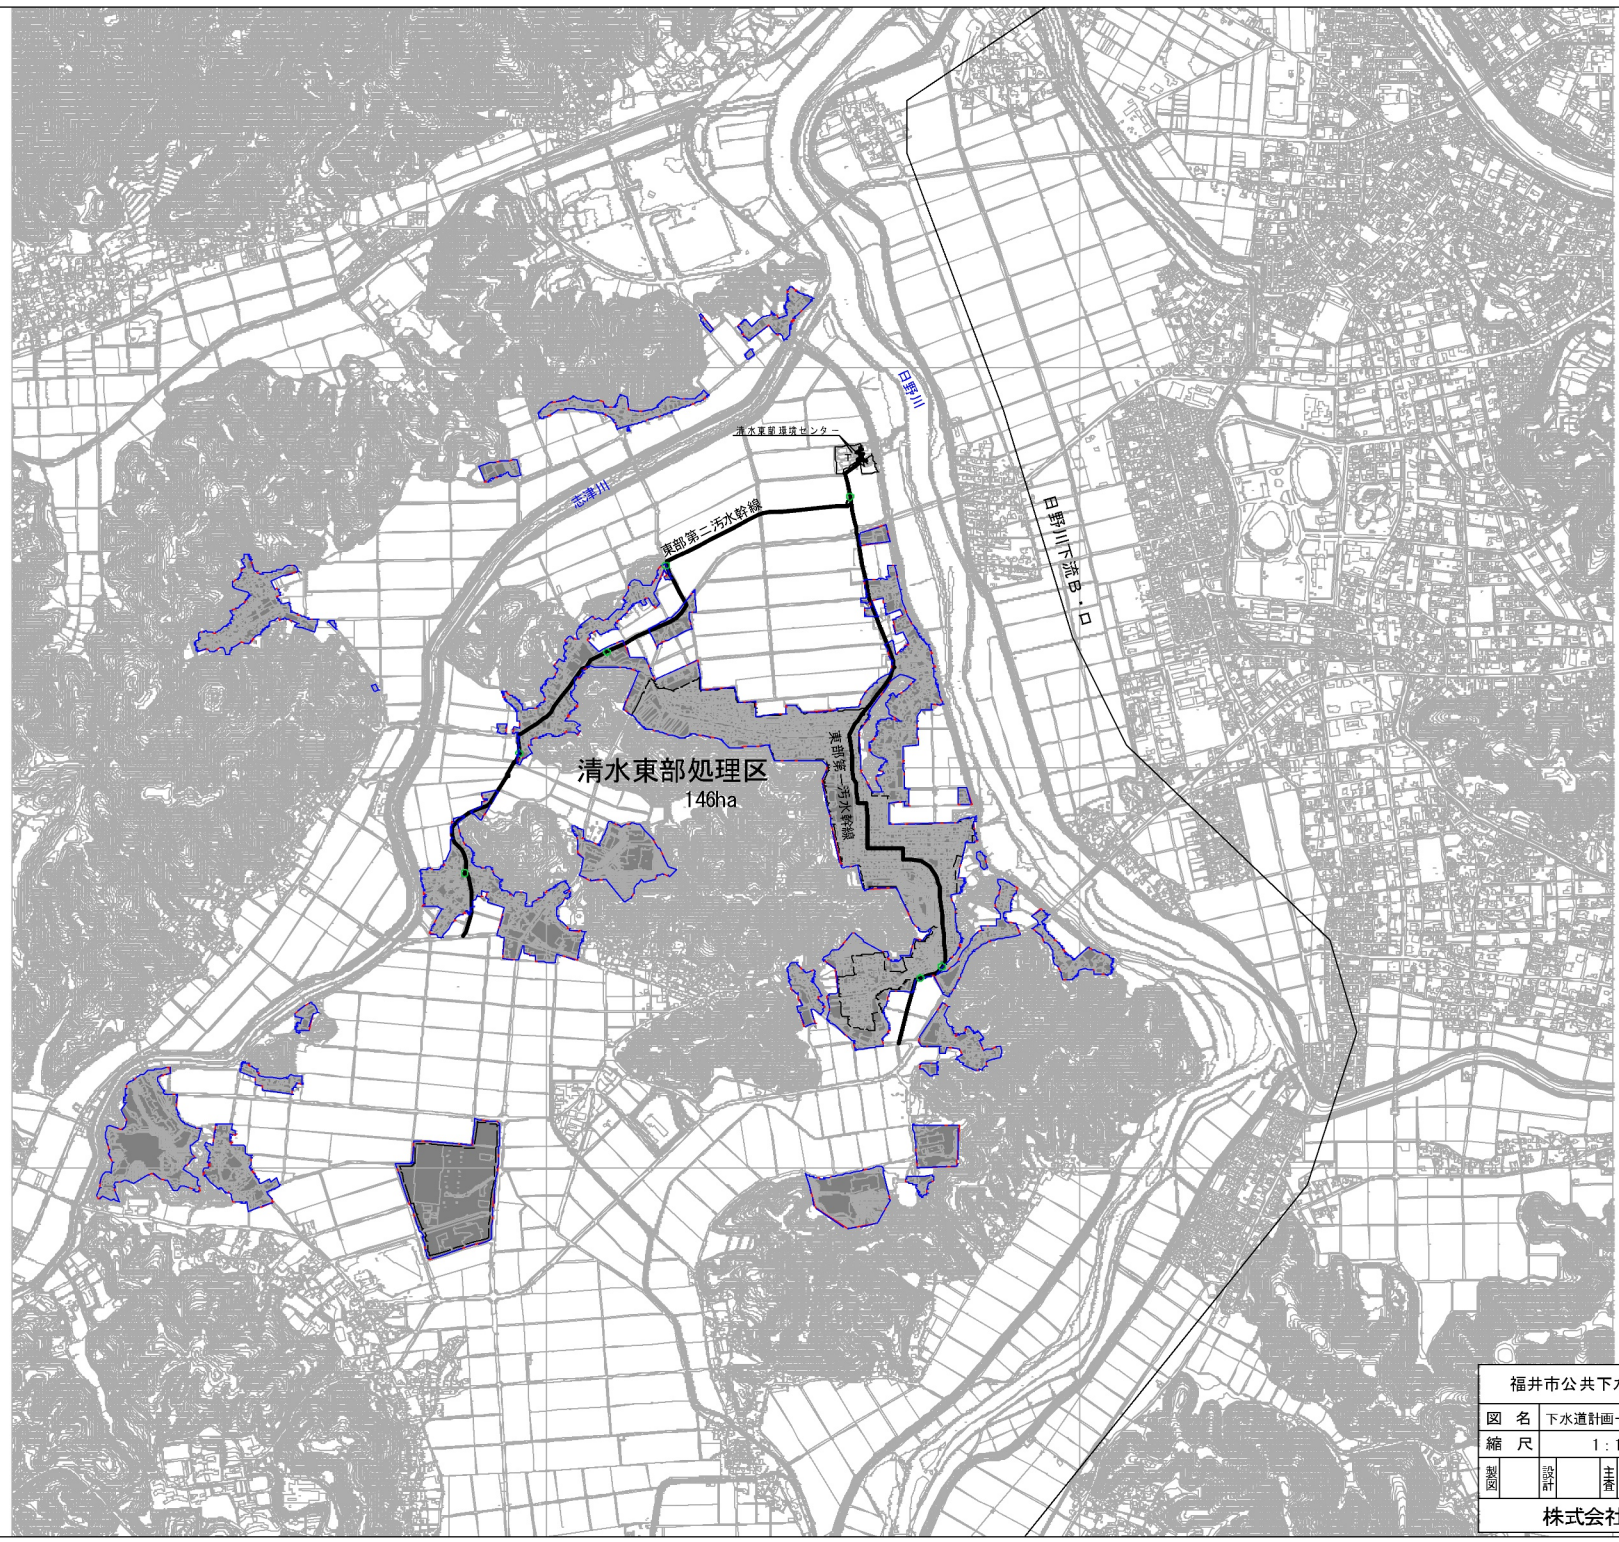 日野川
清水東部環境センター
志津川
東部第二汚水幹線
日野川下流B・ロ
東部第一汚水幹線
清水東部処理区
146ha
福井市公共下水
図 名 下水道計画一
縮 尺 1:1
製図 設計 主査
株式会社